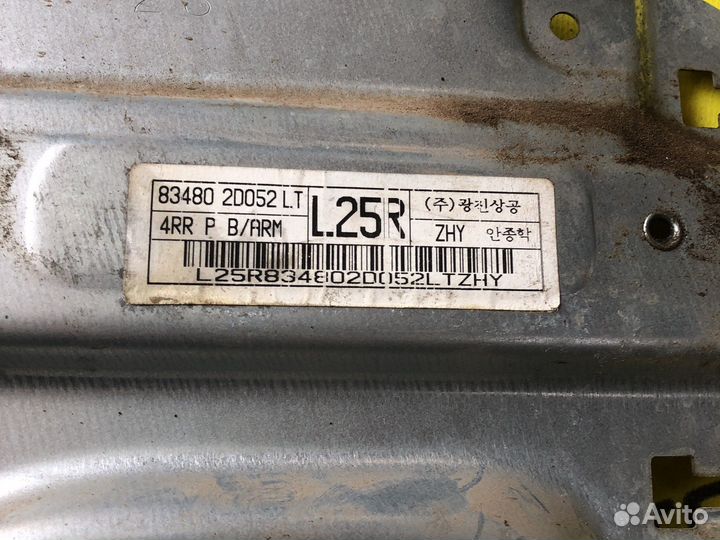 83480 2D052 LT
L25R
(주)광진상공
4RR P B/ARM
ZHY 안종학
L25R834802D052LTZHY
Avito